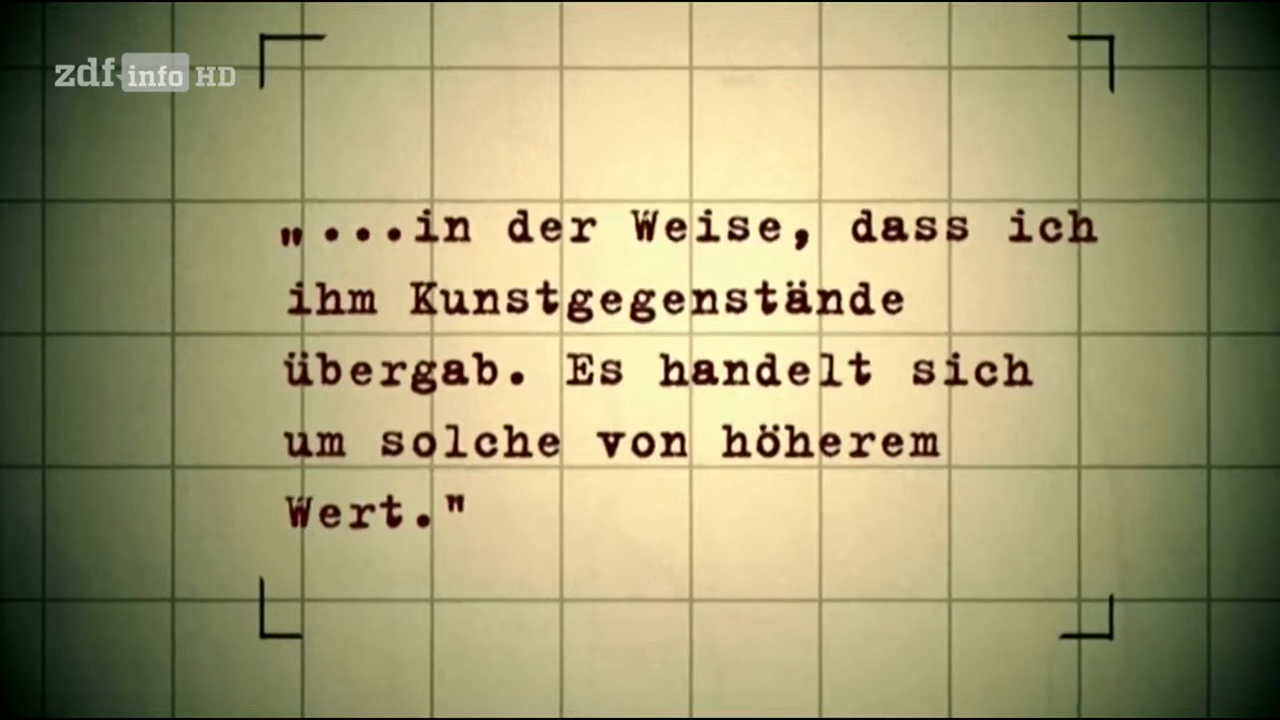 zdf info HD
„...in der Weise, dass ich
ihm Kunstgegenstände
übergab. Es handelt sich
um solche von höherem
Wert."